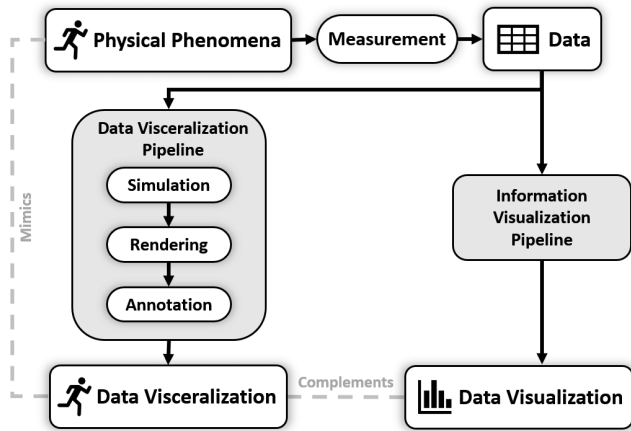 Physical Phenomena
Measurement
Data
Data Visceralization
Pipeline
Simulation
Rendering
Annotation
Information
Visualization
Pipeline
Mimics
Complements
Data Visceralization
Data Visualization